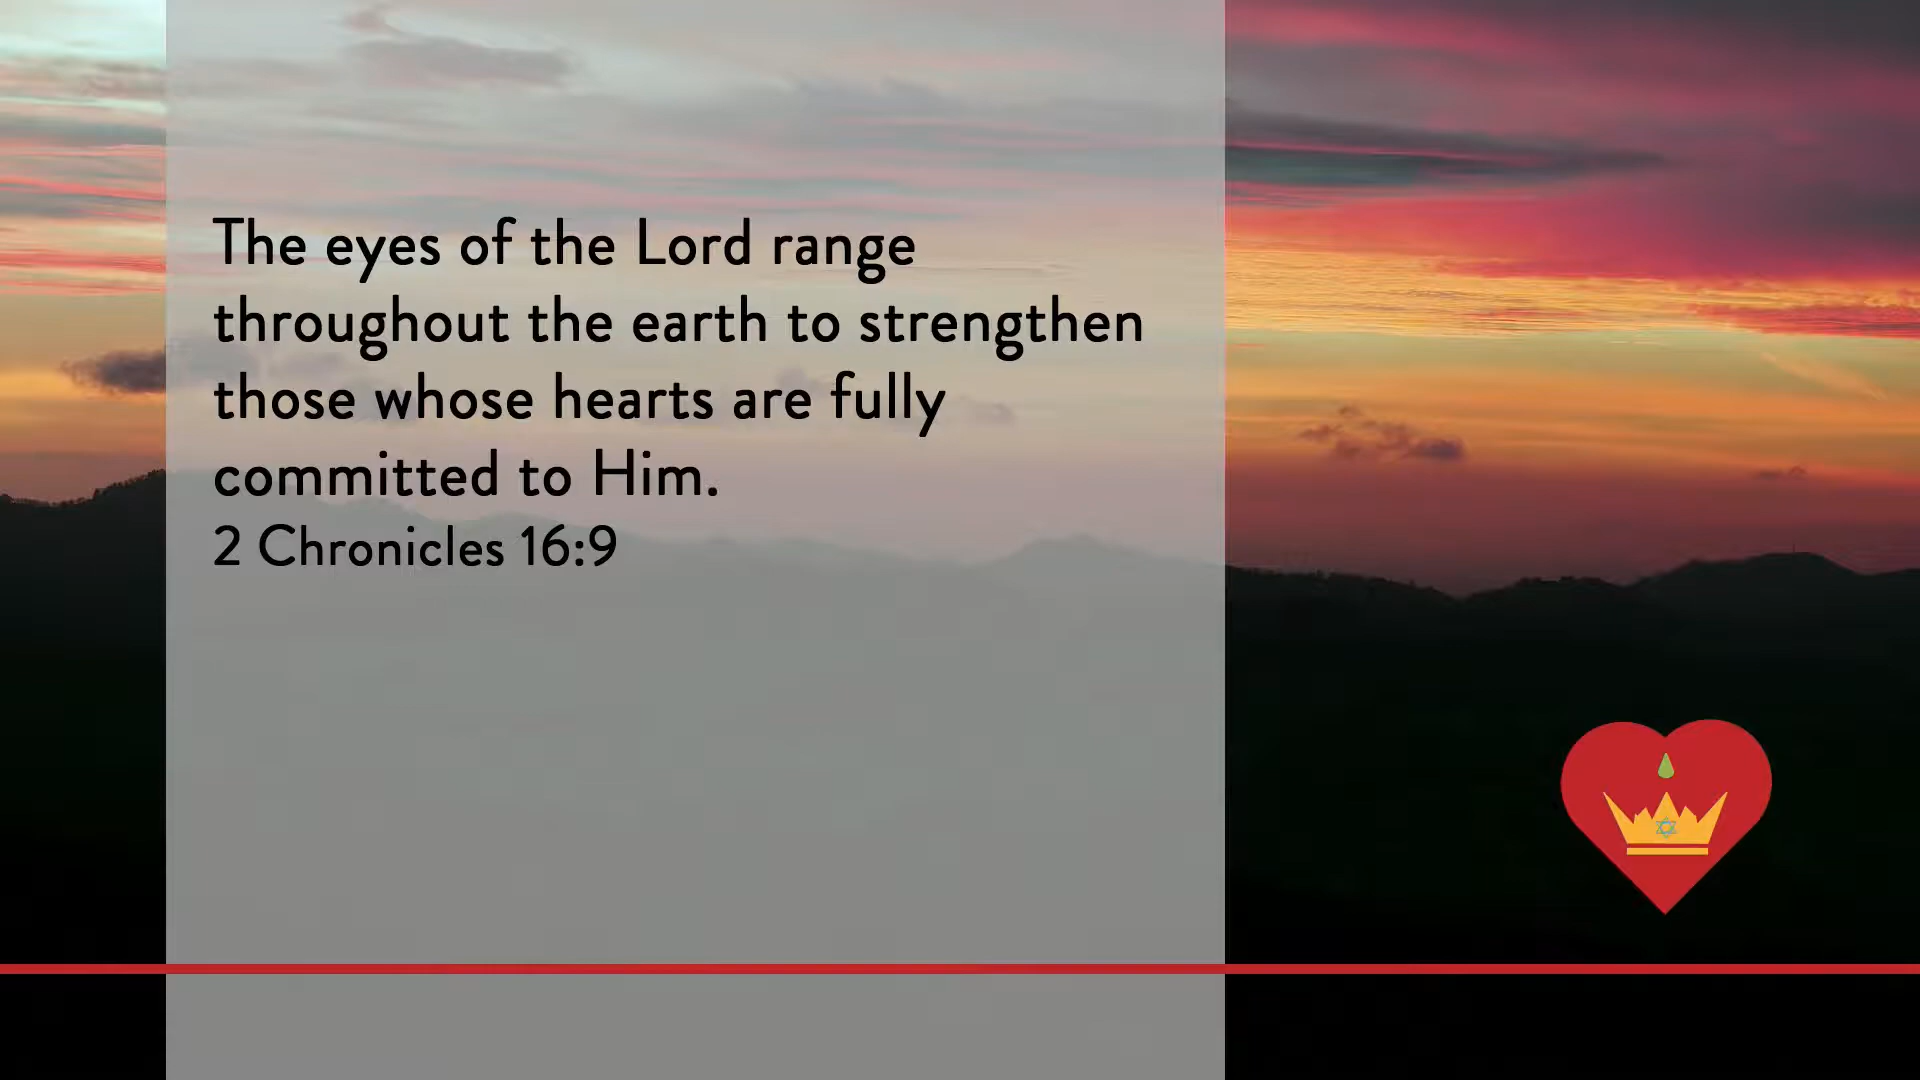 The eyes of the Lord range
throughout the earth to strengthen
those whose hearts are fully
committed to Him.
2 Chronicles 16:9